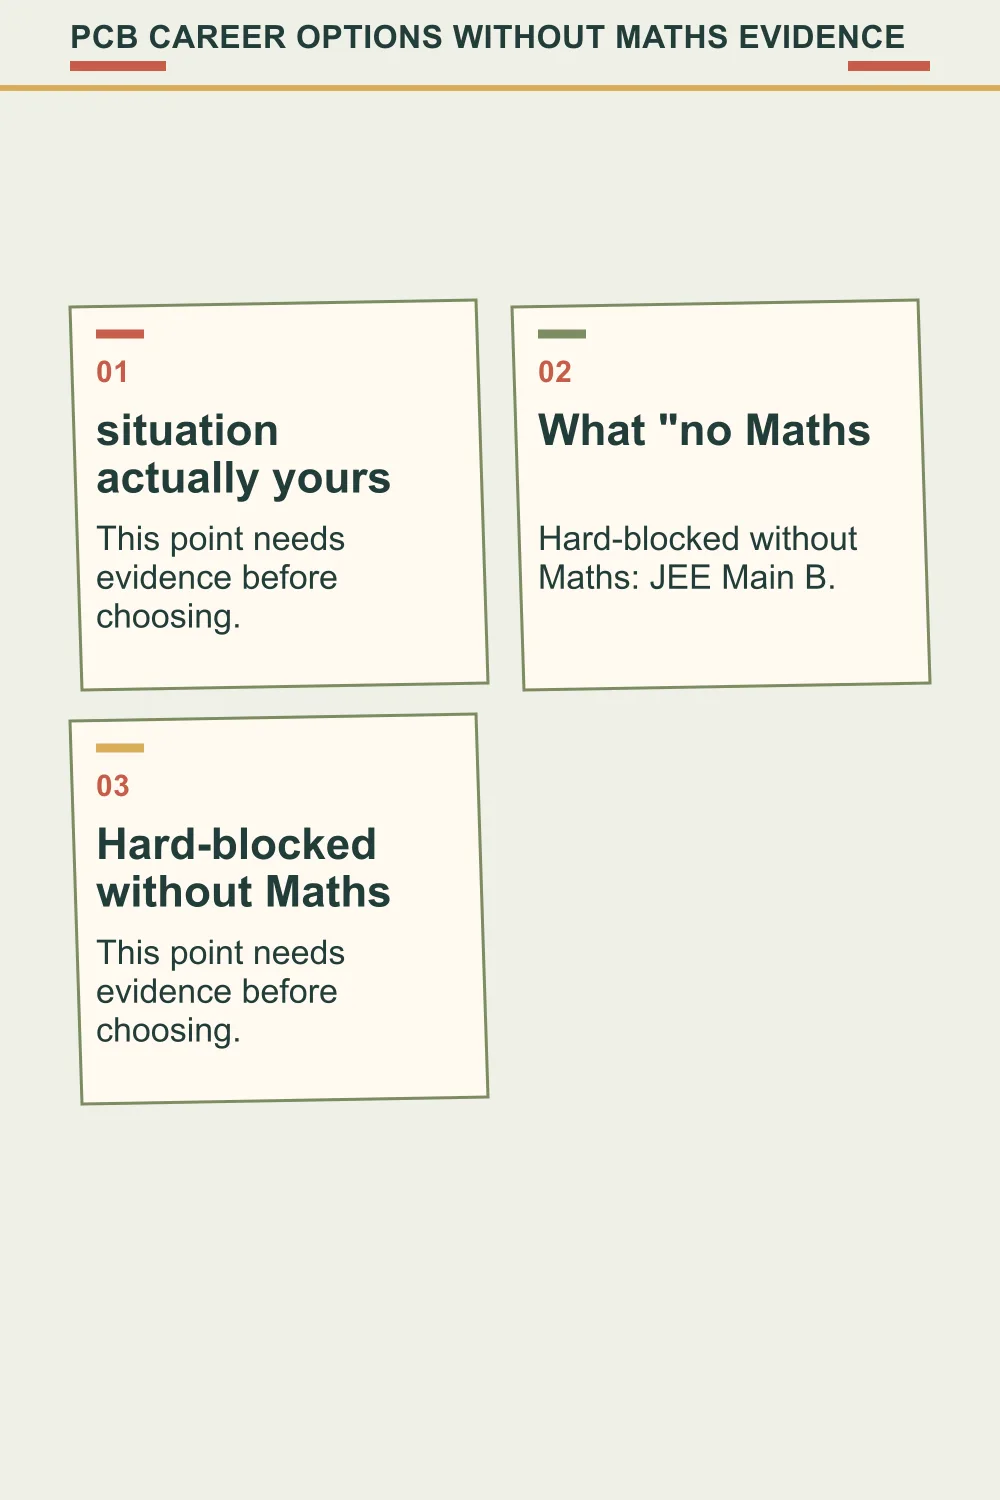 PCB CAREER OPTIONS WITHOUT MATHS EVIDENCE
01
situation
actually yours
This point needs
evidence before
choosing.
02
What "no Maths
Hard-blocked without
Maths: JEE Main B.
03
Hard-blocked
without Maths
This point needs
evidence before
choosing.